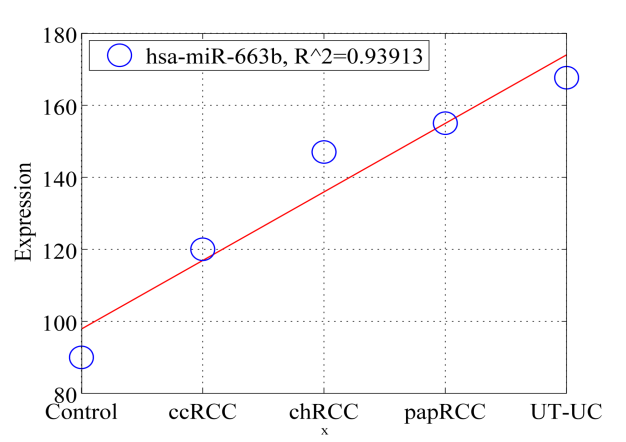 180
hsa-miR-663b, R^2=0.93913
160
140
Expression
120
100
80
Control ccRCC chRCC papRCC UT-UC
x